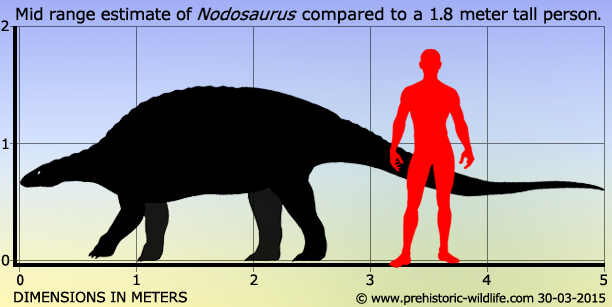 Mid range estimate of Nodosaurus compared to a 1.8 meter tall person.
2
1
0
0 1 2 3 4 5
DIMENSIONS IN METERS © www.prehistoric-wildlife.com 30-03-2015